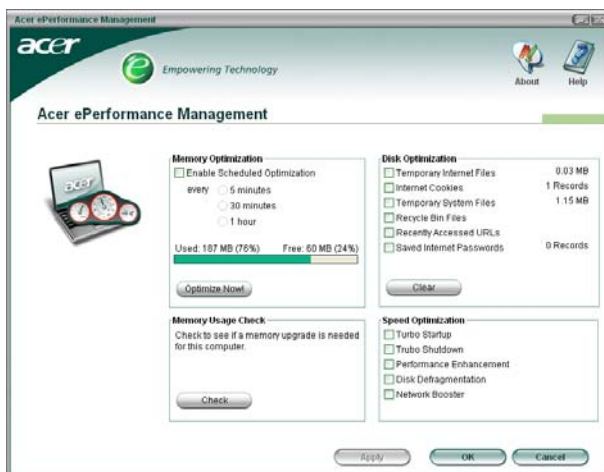 Acer ePerformance Management
acer
Empowering Technology
About
Help
Acer ePerformance Management
Memory Optimization
Enable Scheduled Optimization
every
5 minutes
30 minutes
1 hour
Used: 187 MB (76%) Free: 60 MB (24%)
Optimize Now!
Disk Optimization
Temporary Internet Files 0.03 MB
Internet Cookies 1 Records
Temporary System Files 1.15 MB
Recycle Bin Files
Recently Accessed URLs
Saved Internet Passwords 0 Records
Clear
Memory Usage Check
Check to see if a memory upgrade is needed
for this computer.
Check
Speed Optimization
Turbo Startup
Trubo Shutdown
Performance Enhancement
Disk Defragmentation
Network Booster
Apply
OK
Cancel